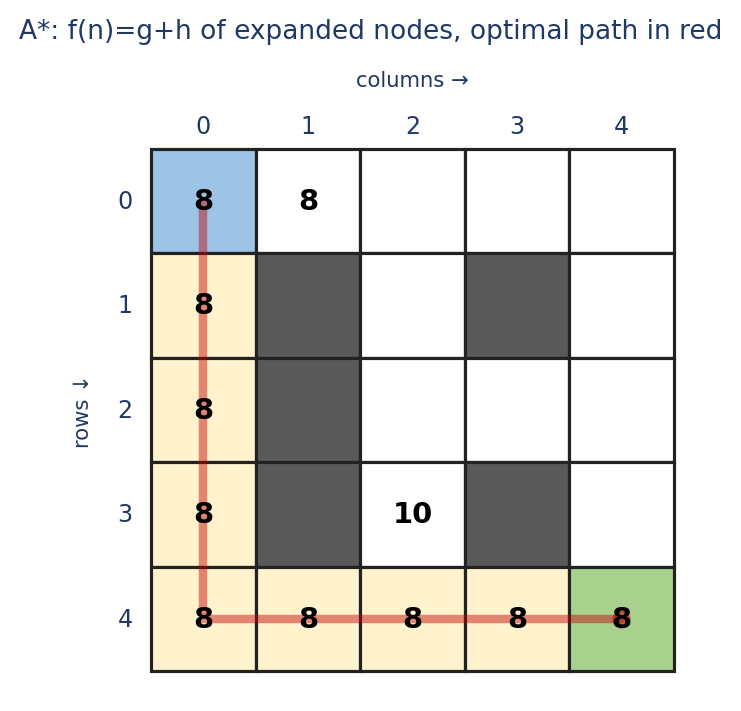 A*: f(n)=g+h of expanded nodes, optimal path in red
columns →
0 1 2 3 4
0 8 8
1 8
rows ↓
2 8
3 8 10
4 8 8 8 8 8